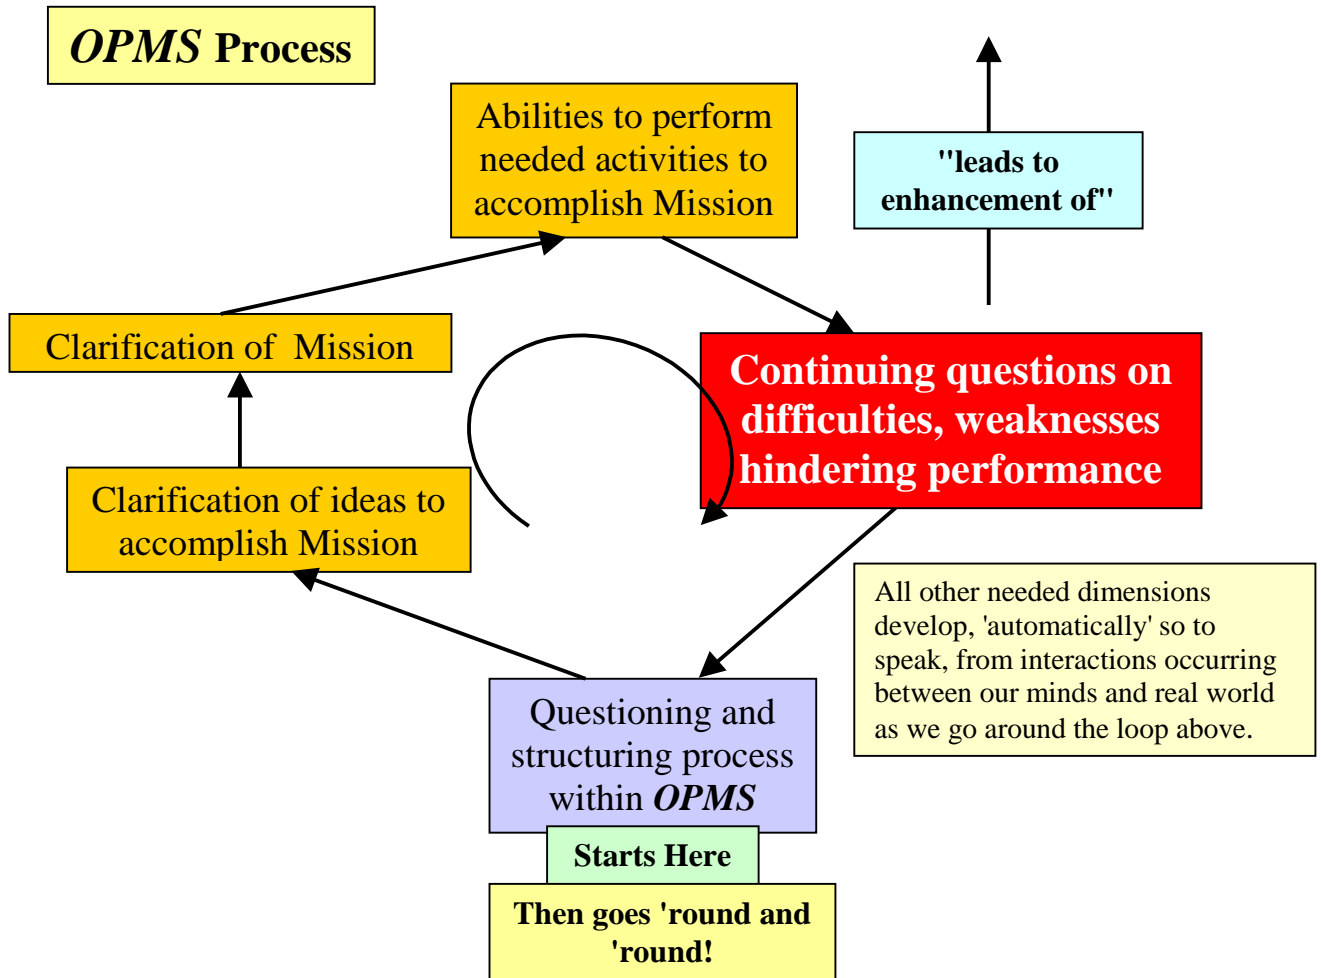 OPMS Process
Abilities to perform
needed activities to
accomplish Mission
"leads to
enhancement of"
Clarification of Mission
Continuing questions on
difficulties, weaknesses
hindering performance
Clarification of ideas to
accomplish Mission
All other needed dimensions
develop, 'automatically' so to
speak, from interactions occurring
between our minds and real world
as we go around the loop above.
Questioning and
structuring process
within OPMS
Starts Here
Then goes 'round and
'round!